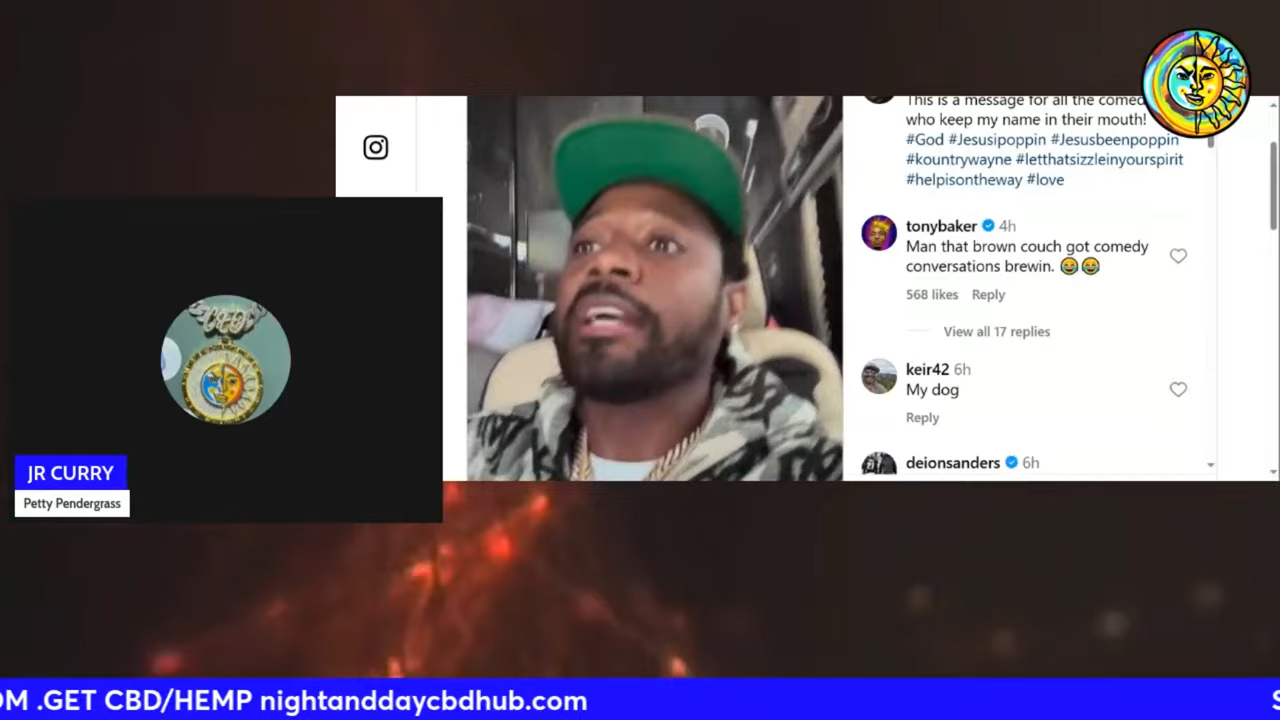 This is a message for all the comed
who keep my name in their mouth!
#God #Jesusipoppin #Jesusbeenpoppin
#kountrywayne #letthatsizzleinyourspirit
#helpisontheway #love
tonybaker 4h
Man that brown couch got comedy
conversations brewin. 😂😂
568 likes Reply
View all 17 replies
keir42 6h
My dog
Reply
deionsanders 6h
CEO
JR CURRY
Petty Pendergrass
OM .GET CBD/HEMP nightanddaycbdhub.com
S